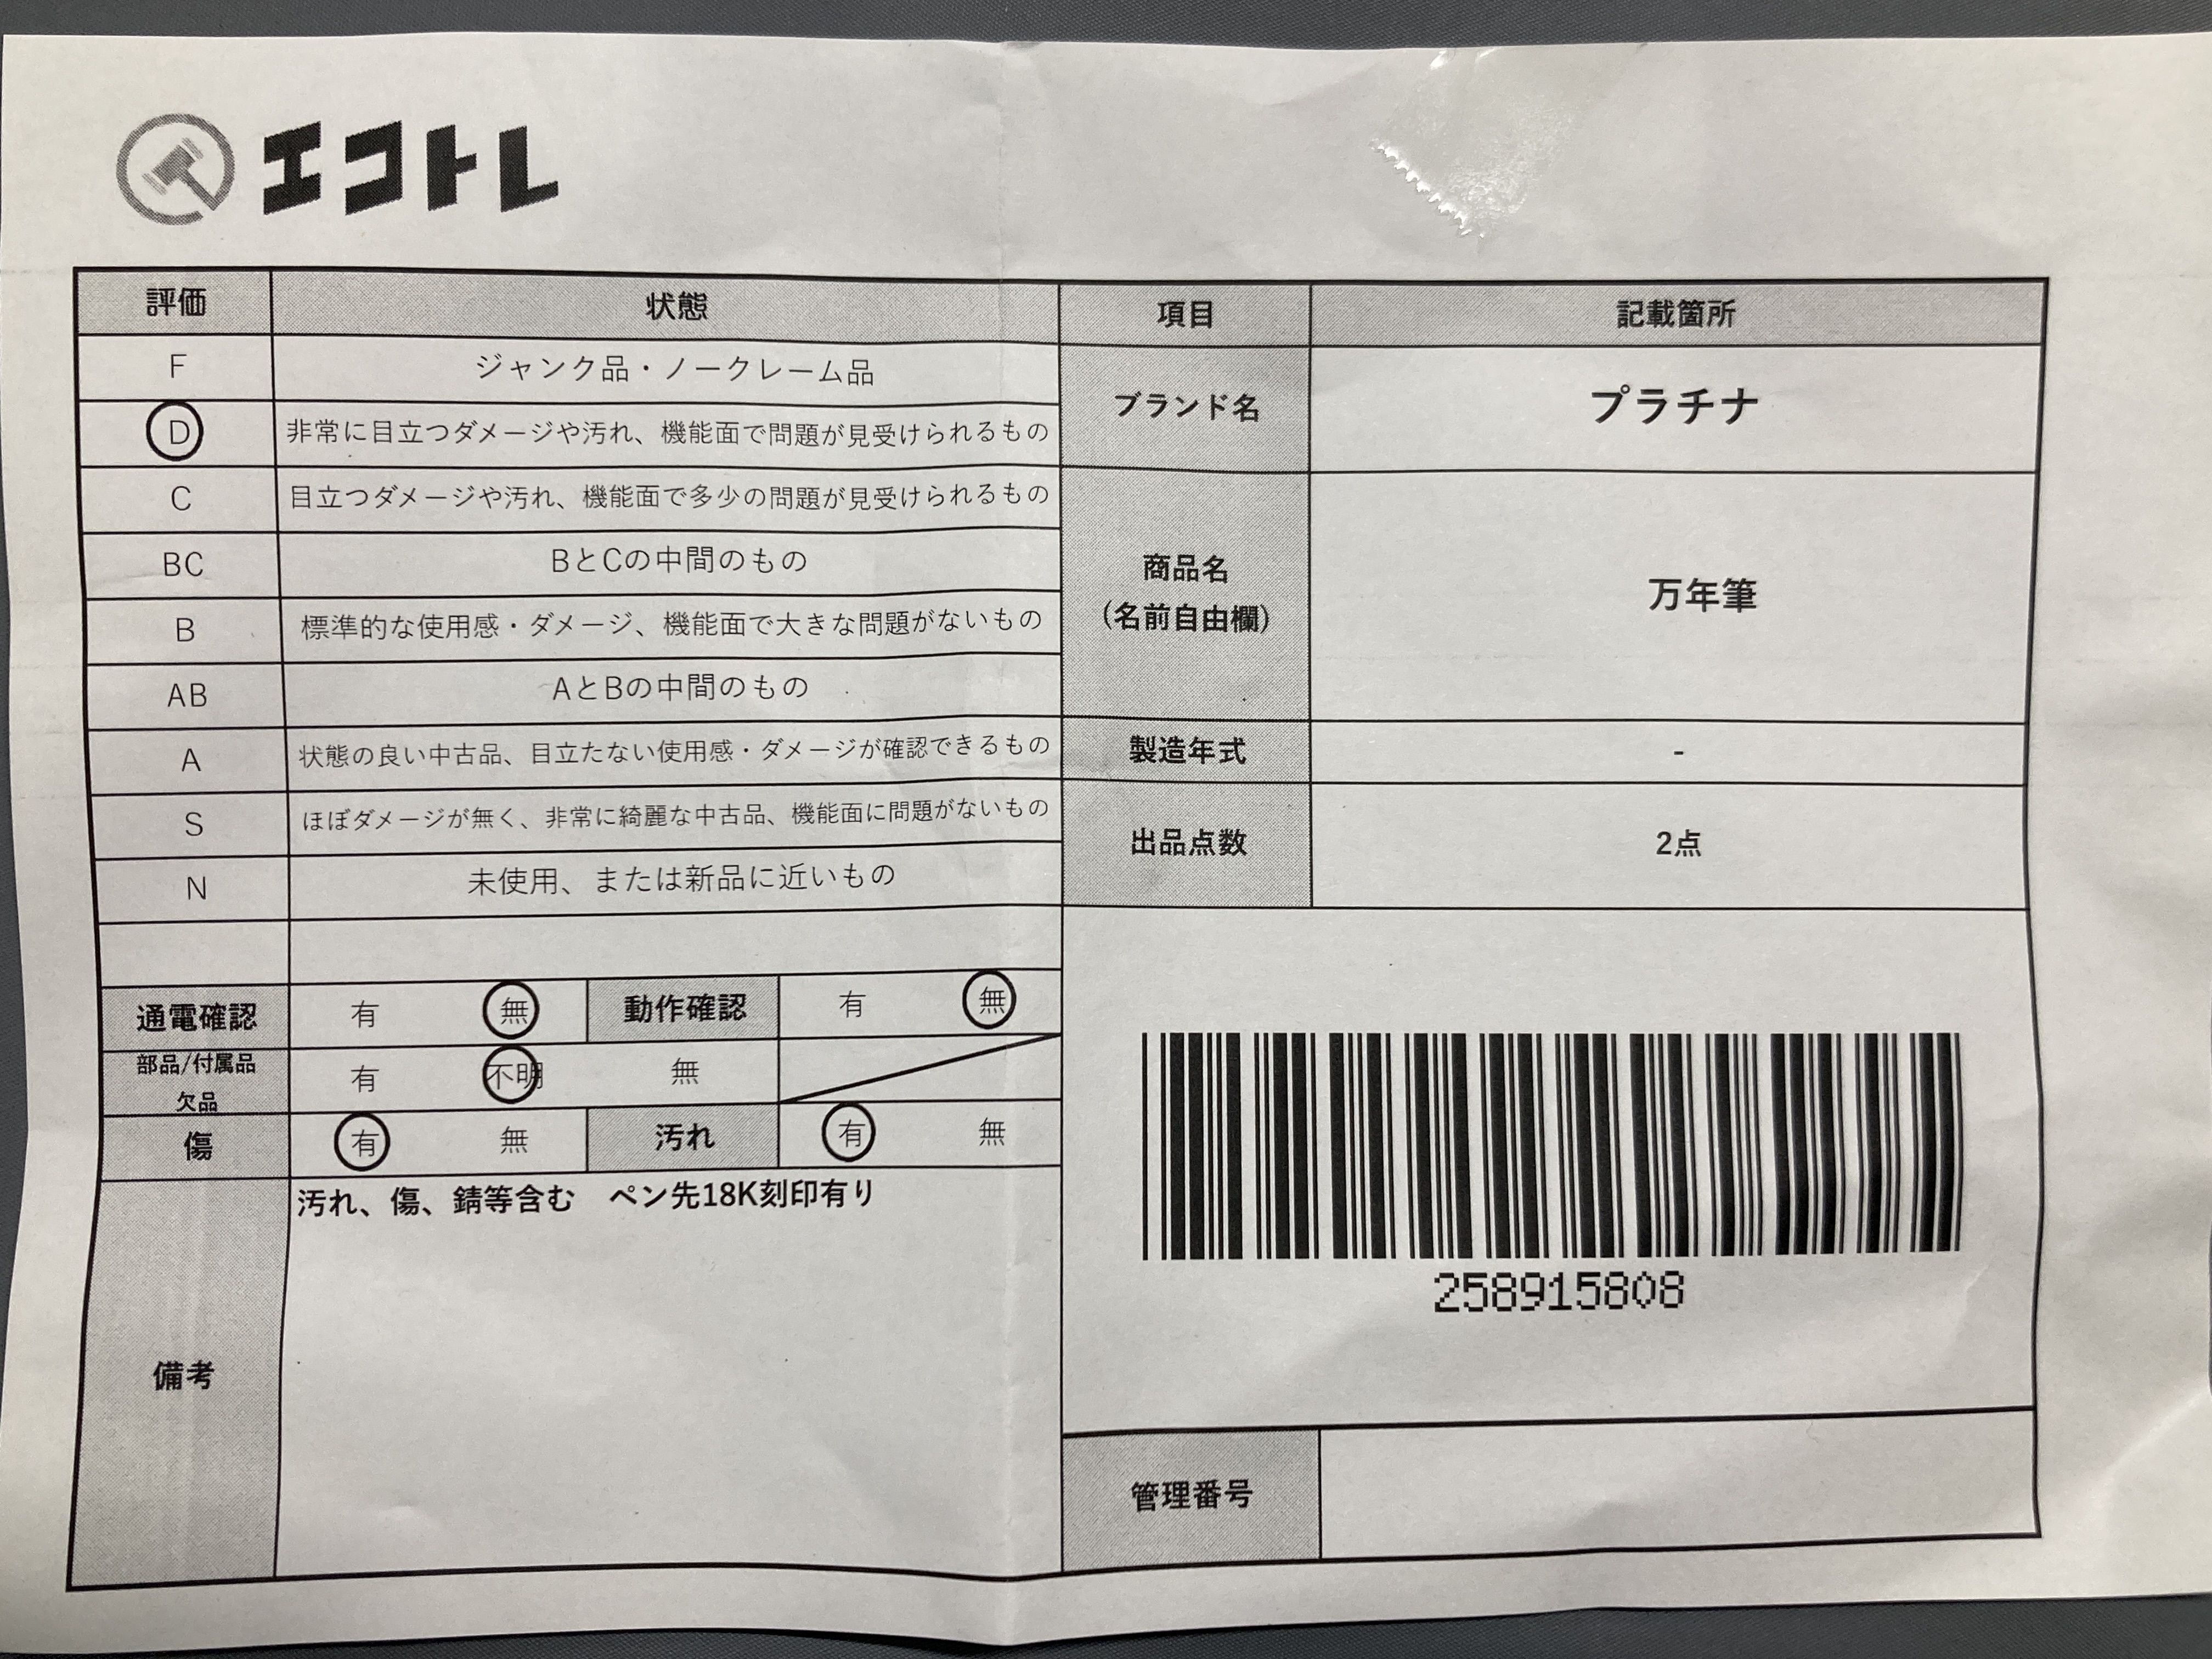 エコトレ
評価 状態 項目 記載箇所
F ジャンク品・ノークレーム品
D 非常に目立つダメージや汚れ、機能面で問題が見受けられるもの
ブランド名 プラチナ
C 目立つダメージや汚れ、機能面で多少の問題が見受けられるもの
BC BとCの中間のもの
B 標準的な使用感・ダメージ、機能面で大きな問題がないもの
商品名
(名前自由欄)
万年筆
AB AとBの中間のもの
A 状態の良い中古品、目立たない使用感・ダメージが確認できるもの
製造年式 -
S ほぼダメージが無く、非常に綺麗な中古品、機能面に問題がないもの
出品点数 2点
N 未使用、または新品に近いもの
通電確認 有 無 動作確認 有 無
部品/付属品
欠品
有 不明 無
傷 有 無 汚れ 有 無
備考
汚れ、傷、錆等含む ペン先18K刻印有り
258915808
管理番号